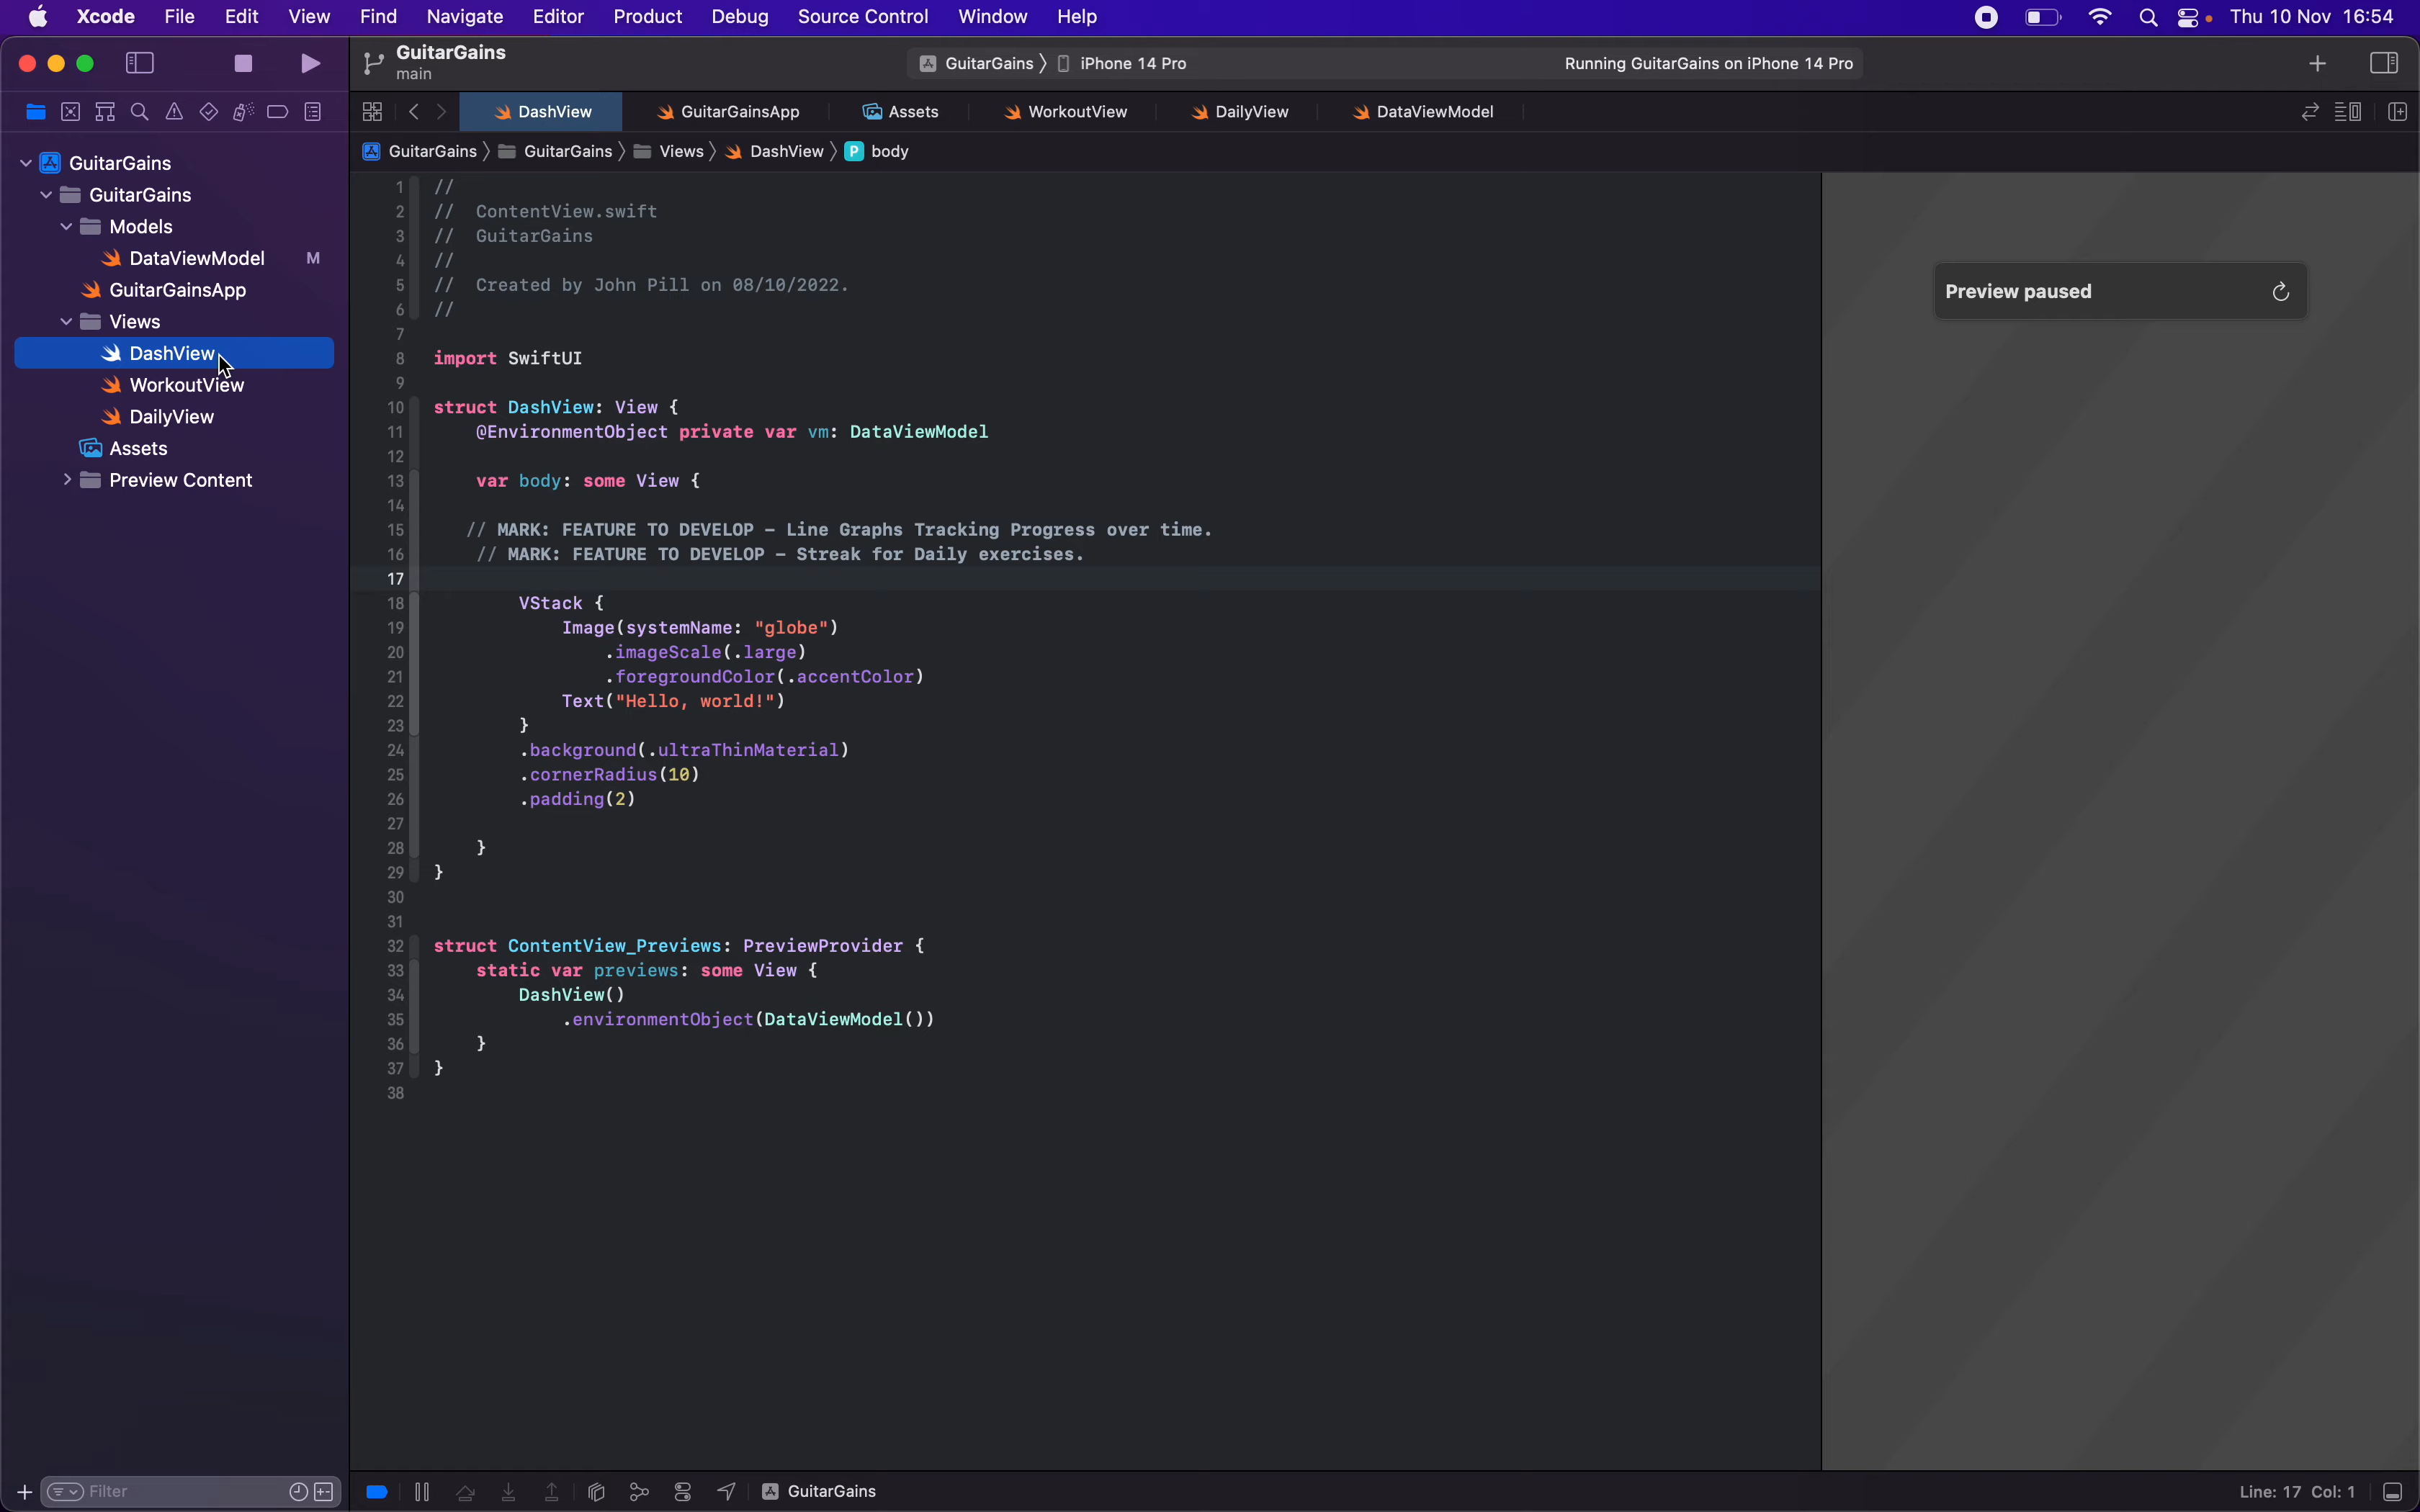 Xcode File Edit View Find Navigate Editor Product Debug Source Control Window Help Thu 10 Nov 16:54
GuitarGains
main
GuitarGains 〉 iPhone 14 Pro Running GuitarGains on iPhone 14 Pro
DashView GuitarGainsApp Assets WorkoutView DailyView DataViewModel
GuitarGains 〉 GuitarGains 〉 Views 〉 DashView 〉 P body
GuitarGains
GuitarGains
Models
DataViewModel M
GuitarGainsApp
Views
DashView
WorkoutView
DailyView
Assets
Preview Content
1 //
2 // ContentView.swift
3 // GuitarGains
4 //
5 // Created by John Pill on 08/10/2022.
6 //
7
8 import SwiftUI
9
10 struct DashView: View {
11 @EnvironmentObject private var vm: DataViewModel
12
13 var body: some View {
14
15 // MARK: FEATURE TO DEVELOP – Line Graphs Tracking Progress over time.
16 // MARK: FEATURE TO DEVELOP – Streak for Daily exercises.
17
18 VStack {
19 Image(systemName: "globe")
20 .imageScale(.large)
21 .foregroundColor(.accentColor)
22 Text("Hello, world!")
23 }
24 .background(.ultraThinMaterial)
25 .cornerRadius(10)
26 .padding(2)
27
28 }
29 }
30
31
32 struct ContentView_Previews: PreviewProvider {
33 static var previews: some View {
34 DashView()
35 .environmentObject(DataViewModel())
36 }
37 }
38
Preview paused
Filter
GuitarGains
Line: 17 Col: 1